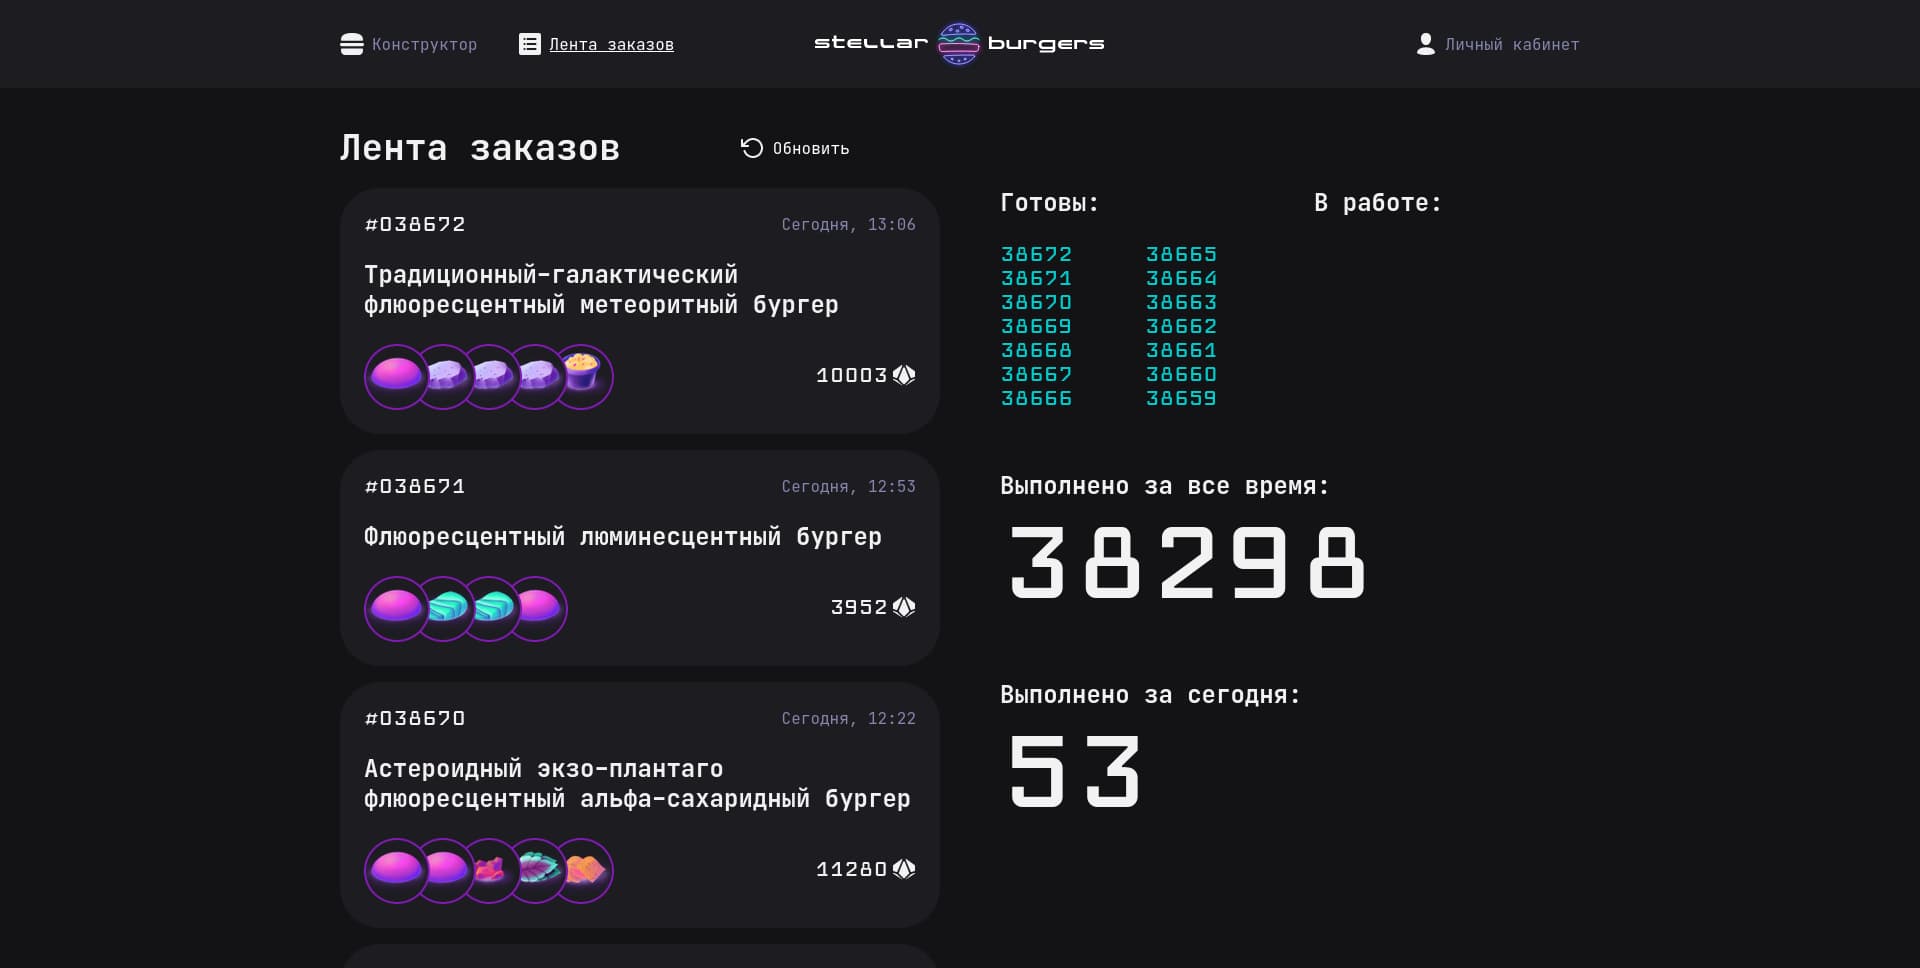 Конструктор
Лента заказов
stellar burgers
Личный кабинет
Лента заказов
Обновить
#038672
Сегодня, 13:06
Традиционный-галактический
флюоресцентный метеоритный бургер
10003
#038671
Сегодня, 12:53
Флюоресцентный люминесцентный бургер
3952
#038670
Сегодня, 12:22
Астероидный экзо-плантаго
флюоресцентный альфа-сахаридный бургер
11280
Готовы:
38672
38671
38670
38669
38668
38667
38666
38665
38664
38663
38662
38661
38660
38659
В работе:
Выполнено за все время:
38298
Выполнено за сегодня:
53